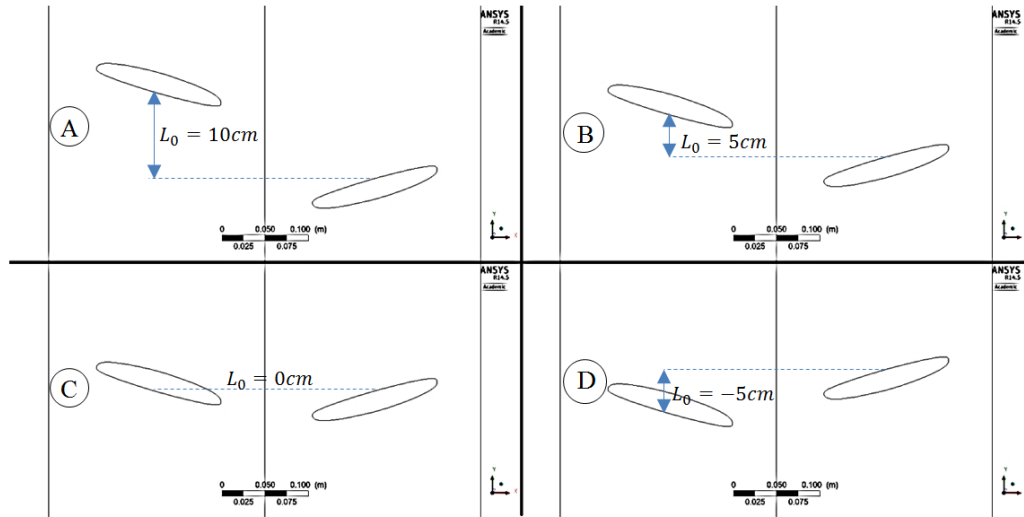 ANSYS
R14.5
Academic
A
L₀ = 10cm
0 0.050 0.100 (m)
0.025 0.075
Y
X
ANSYS
R14.5
Academic
B
L₀ = 5cm
0 0.050 0.100 (m)
0.025 0.075
Y
X
ANSYS
R14.5
Academic
C
L₀ = 0cm
0 0.050 0.100 (m)
0.025 0.075
Y
X
ANSYS
R14.5
Academic
D
L₀ = −5cm
0 0.050 0.100 (m)
0.025 0.075
Y
X